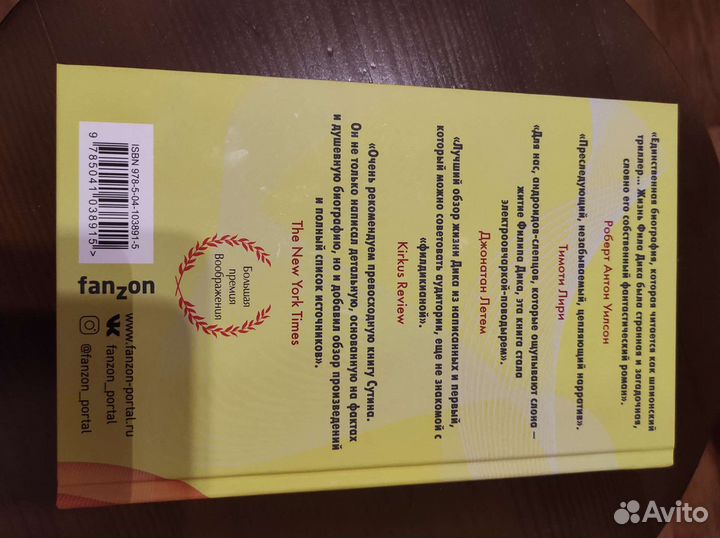 «Единственная биография, которая читается как шпионский
триллер... Жизнь Фила Дика была странная и загадочная,
словно его собственный фантастический роман».
Роберт Антон Уилсон
«Преследующий, незабываемый, цепляющий нарратив».
Тимоти Лири
«Для нас, андроидов-слепцов, которые ощупывают слона –
житие Филипа Дика, эта книга стала
электроовчаркой-поводырем».
Джонатан Летем
«Лучший обзор жизни Дика из написанных и первый,
который можно советовать аудитории, еще не знакомой с
«филдикианой».
Kirkus Review
«Очень рекомендуем превосходную книгу Сутина.
Он не только написал детальную, основанную на фактах
и душевную биографию, но и добавил обзор произведений
и полный список источников».
The New York Times
Большая
премия
Воображения
ISBN 978-5-04-103891-5
9 785041 038915 >
fanzon
www.fanzon-portal.ru
fanzon_portal
@fanzon_portal
Avito